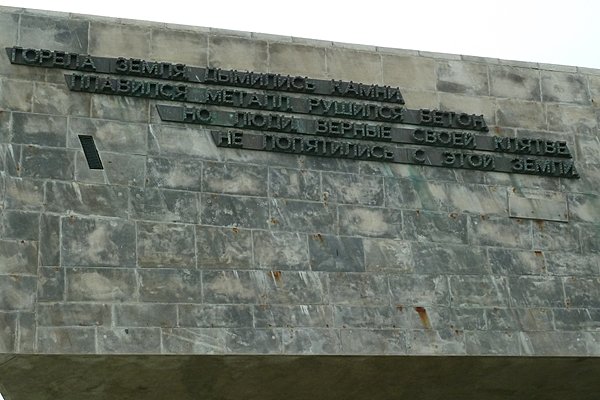 ГОРЕЛА ЗЕМЛЯ ДЫМИЛИСЬ КАМНИ
ПЛАВИЛСЯ МЕТАЛЛ РУШИЛСЯ БЕТОН
НО ЛЮДИ ВЕРНЫЕ СВОЕЙ КЛЯТВЕ
НЕ ПОПЯТИЛИСЬ С ЭТОЙ ЗЕМЛИ